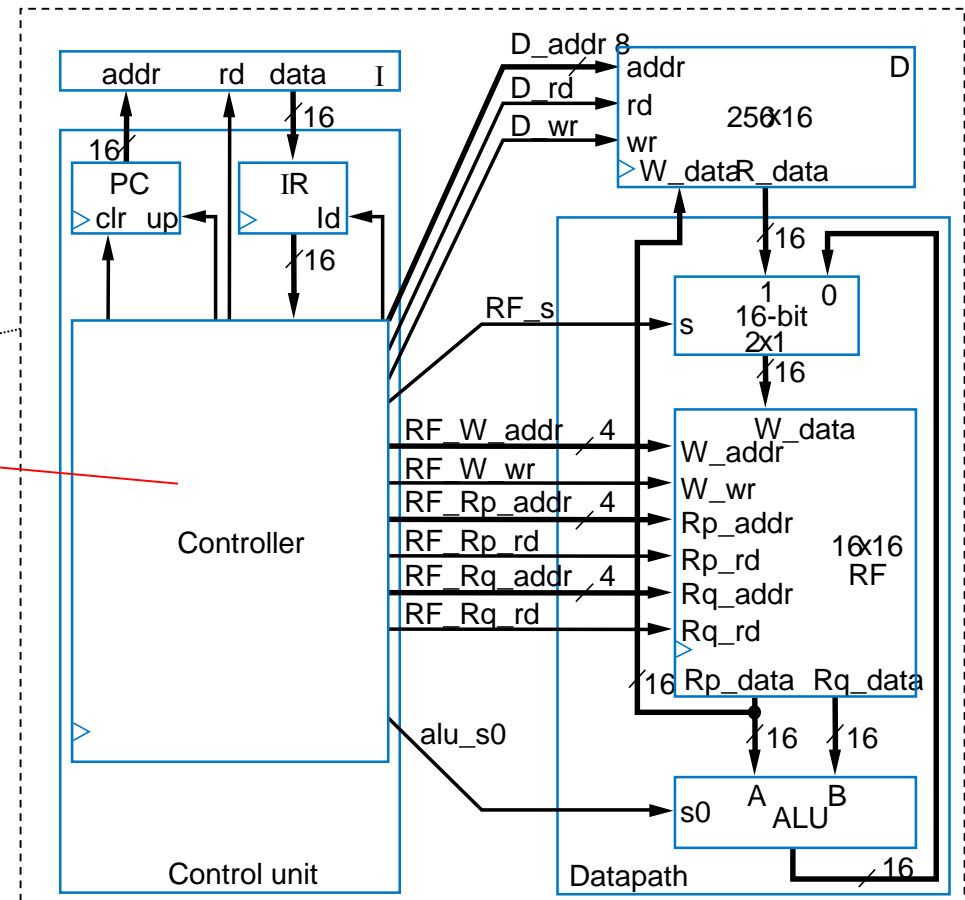 addr rd data I
16
16
PC
clr up
IR
ld
16
Controller
Control unit
D_addr 8
D_rd
D_wr
addr
rd
wr
D
256x16
W_data R_data
16
RF_s
s
1 0
16-bit
2x1
16
RF_W_addr 4
RF_W_wr
RF_Rp_addr 4
RF_Rp_rd
RF_Rq_addr 4
RF_Rq_rd
W_data
W_addr
W_wr
Rp_addr
Rp_rd
Rq_addr
Rq_rd
16x16
RF
16
Rp_data Rq_data
16 16
alu_s0
s0
A B
ALU
16
Datapath